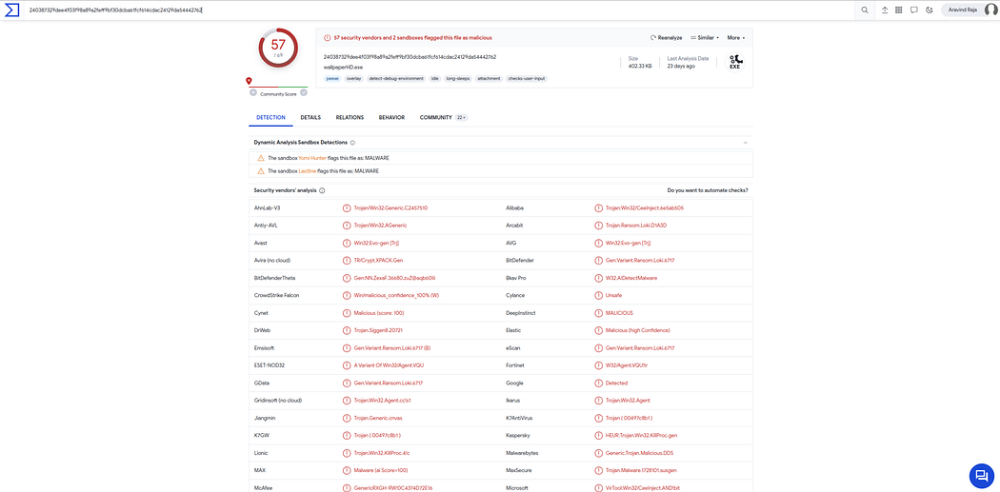 240387329dee4f03f98a89a2feff9bf30dcba61fcf614cdac24129da54442762
Aravind Raja
57
/ 69
Community Score
57 security vendors and 2 sandboxes flagged this file as malicious
Reanalyze
Similar
More
240387329dee4f03f98a89a2feff9bf30dcba61fcf614cdac24129da54442762
wallpaperHD.exe
peexe overlay detect-debug-environment idle long-sleeps attachment checks-user-input
Size
402.33 KB
Last Analysis Date
23 days ago
EXE
DETECTION DETAILS RELATIONS BEHAVIOR COMMUNITY 22+
Dynamic Analysis Sandbox Detections
The sandbox Yomi Hunter flags this file as: MALWARE
The sandbox Lastline flags this file as: MALWARE
Security vendors' analysis
Do you want to automate checks?
AhnLab-V3 Trojan/Win32.Generic.C2457510 Alibaba Trojan:Win32/CeeInject.6e5ab505
Antiy-AVL Trojan/Win32.AGeneric Arcabit Trojan.Ransom.Loki.D1A3D
Avast Win32:Evo-gen [Trj] AVG Win32:Evo-gen [Trj]
Avira (no cloud) TR/Crypt.XPACK.Gen BitDefender Gen:Variant.Ransom.Loki.6717
BitDefenderTheta Gen:NN.ZexaF.36680.zuZ@aqb605li Bkav Pro W32.AIDetectMalware
CrowdStrike Falcon Win/malicious_confidence_100% (W) Cylance Unsafe
Cynet Malicious (score: 100) DeepInstinct MALICIOUS
DrWeb Trojan.Siggen8.20721 Elastic Malicious (high Confidence)
Emsisoft Gen:Variant.Ransom.Loki.6717 (B) eScan Gen:Variant.Ransom.Loki.6717
ESET-NOD32 A Variant Of Win32/Agent.VQU Fortinet W32/Agent.VQU!tr
GData Gen:Variant.Ransom.Loki.6717 Google Detected
Gridinsoft (no cloud) Trojan.Win32.Agent.cc!s1 Ikarus Trojan.Win32.Agent
Jiangmin Trojan.Generic.cnvas K7AntiVirus Trojan ( 00497c8b1 )
K7GW Trojan ( 00497c8b1 ) Kaspersky HEUR:Trojan.Win32.KillProc.gen
Lionic Trojan.Win32.KillProc.4!c Malwarebytes Generic.Trojan.Malicious.DDS
MAX Malware (ai Score=100) MaxSecure Trojan.Malware.1728101.susgen
McAfee GenericRXGH-RW!0C4374D72E16 Microsoft VirTool:Win32/CeeInject.AND!bit